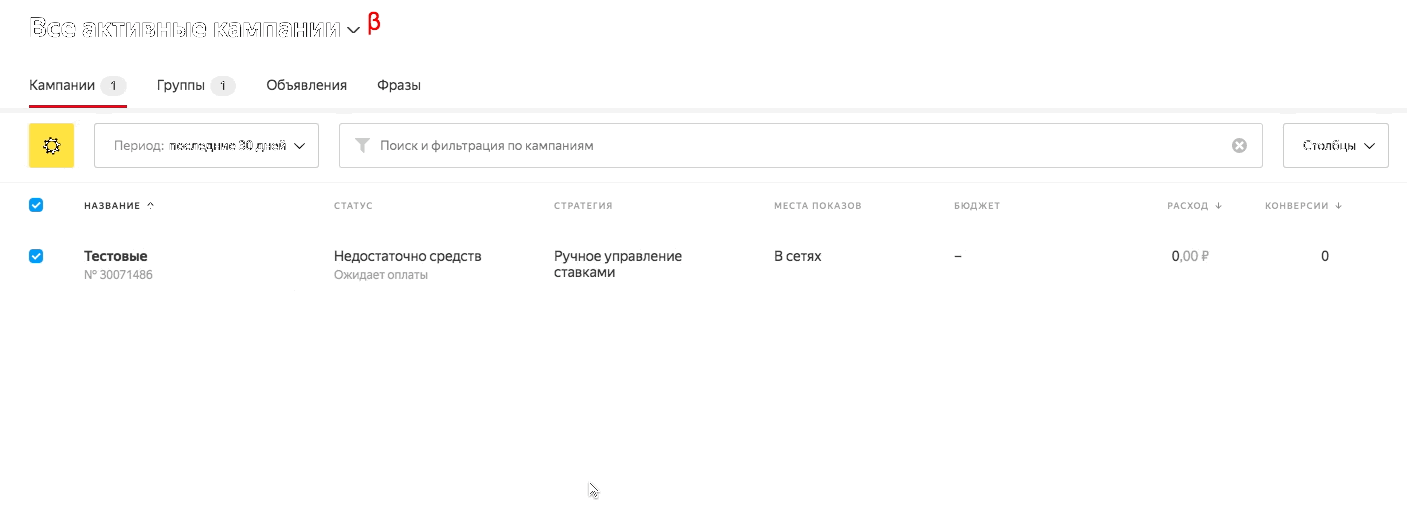 Все активные кампании β
Кампании 1 Группы 1 Объявления Фразы
Период: последние 30 дней Поиск и фильтрация по кампаниям Столбцы
НАЗВАНИЕ СТАТУС СТРАТЕГИЯ МЕСТА ПОКАЗОВ БЮДЖЕТ РАСХОД КОНВЕРСИИ
Тестовые Недостаточно средств Ручное управление В сетях – 0,00 ₽ 0
№ 30071486 Ожидает оплаты ставками